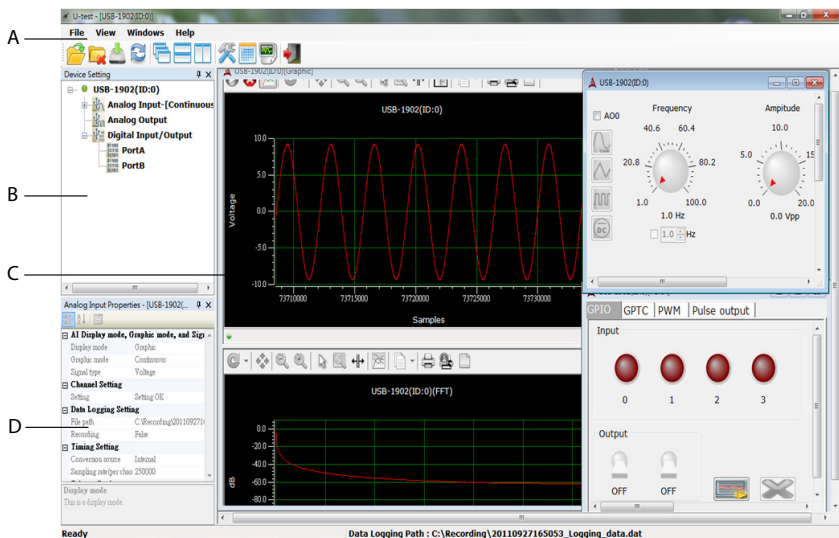 U-test - [USB-1902(ID:0)]
A
File View Windows Help
Device Setting
USB-1902(ID:0)
Analog Input-[Continuous
Analog Output
Digital Input/Output
PortA
PortB
B
C
D
USB-1902(ID:0)[Graphic]
USB-1902(ID:0)
Voltage
10.0
5.0
0.0
-5.0
-10.0
73710000 73715000 73720000 73725000 73730000
Samples
USB-1902(ID:0)
AO0
Frequency
40.6 60.4
20.8 80.2
1.0 100.0
1.0 Hz
1.0 Hz
DC
Ampitude
10.0
5.0 15
0.0 20.0
0.0 Vpp
Analog Input Properties - [USB-1902(...
AI Display mode, Graphic mode, and Sign
Display mode Graphic
Graphic mode Continuous
Signal type Voltage
Channel Setting
Setting Setting OK
Data Logging Setting
File path C:\Recording\201109271
Recording False
Timing Setting
Conversion source Internal
Sampling rate(per chan 250000
Display mode
This is a display mode.
USB-1902(ID:0)(FFT)
dB
0.0
-20.0
-40.0
-60.0
-80.0
GPIO GPTC PWM Pulse output
Input
0 1 2 3
Output
OFF OFF
Ready
Data Logging Path : C:\Recording\20110927165053_Logging_data.dat